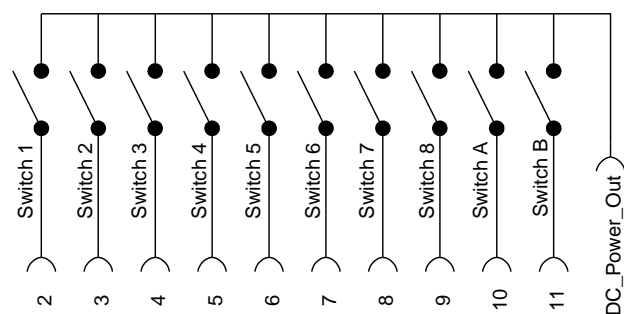 Switch 1
Switch 2
Switch 3
Switch 4
Switch 5
Switch 6
Switch 7
Switch 8
Switch A
Switch B
DC_Power_Out
2
3
4
5
6
7
8
9
10
11